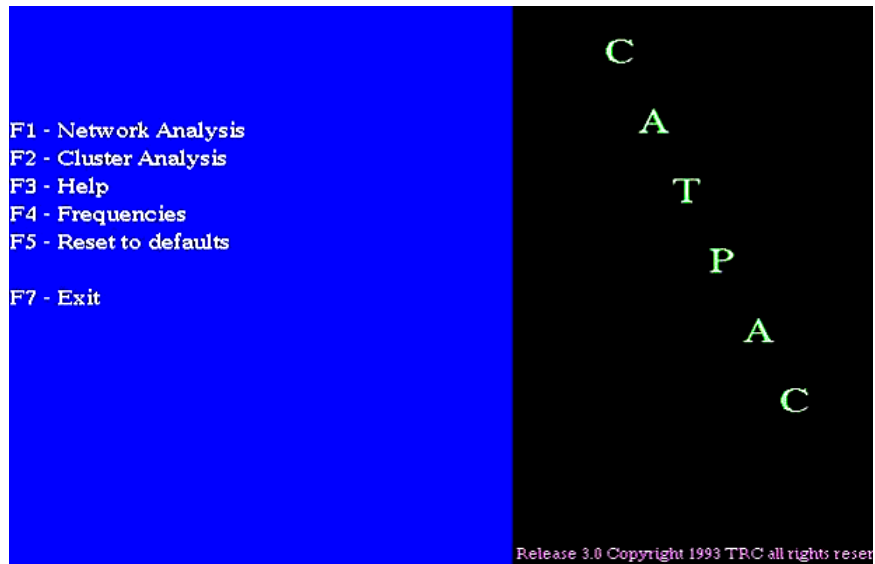 F1 - Network Analysis
F2 - Cluster Analysis
F3 - Help
F4 - Frequencies
F5 - Reset to defaults
F7 - Exit
C
A
T
P
A
C
Release 3.0 Copyright 1993 TRC all rights reser